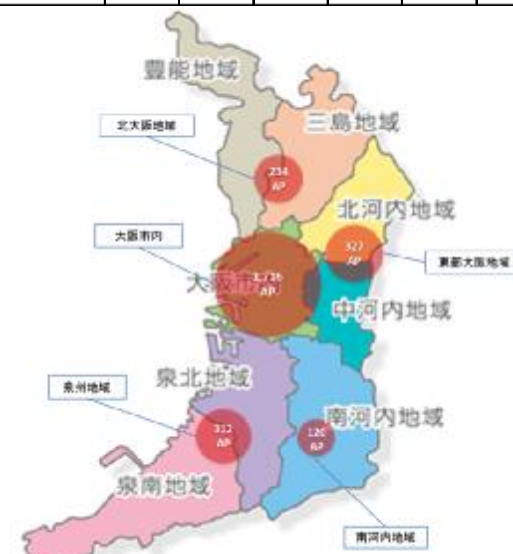 豊能地域
三島地域
北大阪地域
234
AP
北河内地域
大阪市内
327
AP
東部大阪地域
AP
中河内地域
泉北地域
泉州地域
312
AP
南河内地域
120
AP
泉南地域
南河内地域